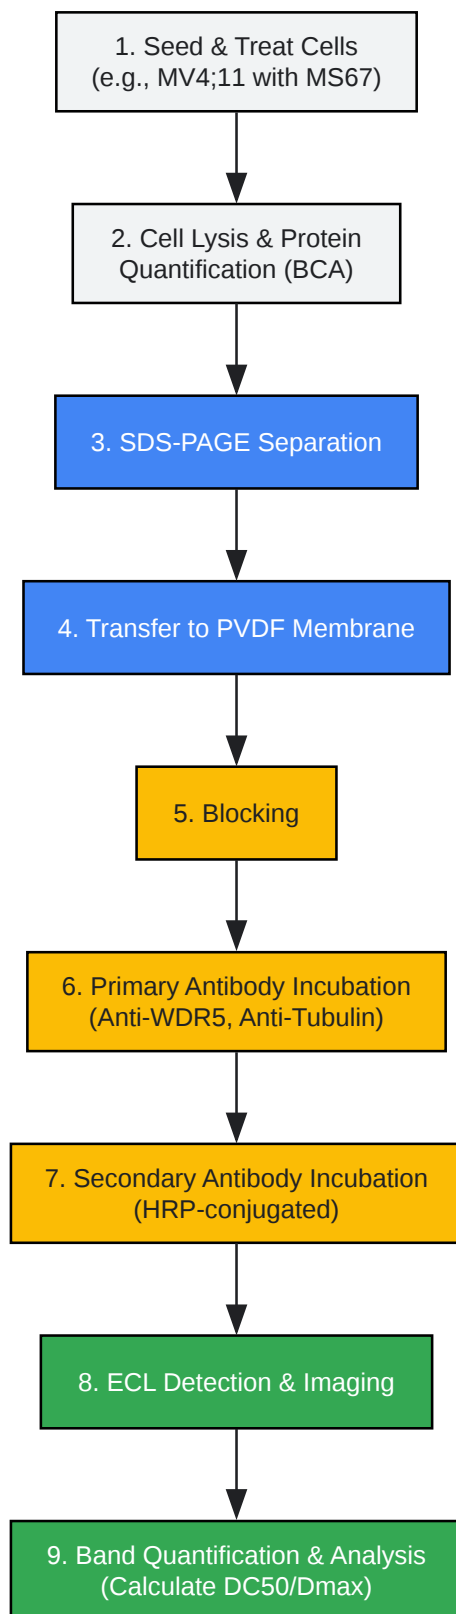 1. Seed & Treat Cells
(e.g., MV4;11 with MS67)
2. Cell Lysis & Protein
Quantification (BCA)
3. SDS-PAGE Separation
4. Transfer to PVDF Membrane
5. Blocking
6. Primary Antibody Incubation
(Anti-WDR5, Anti-Tubulin)
7. Secondary Antibody Incubation
(HRP-conjugated)
8. ECL Detection & Imaging
9. Band Quantification & Analysis
(Calculate DC50/Dmax)